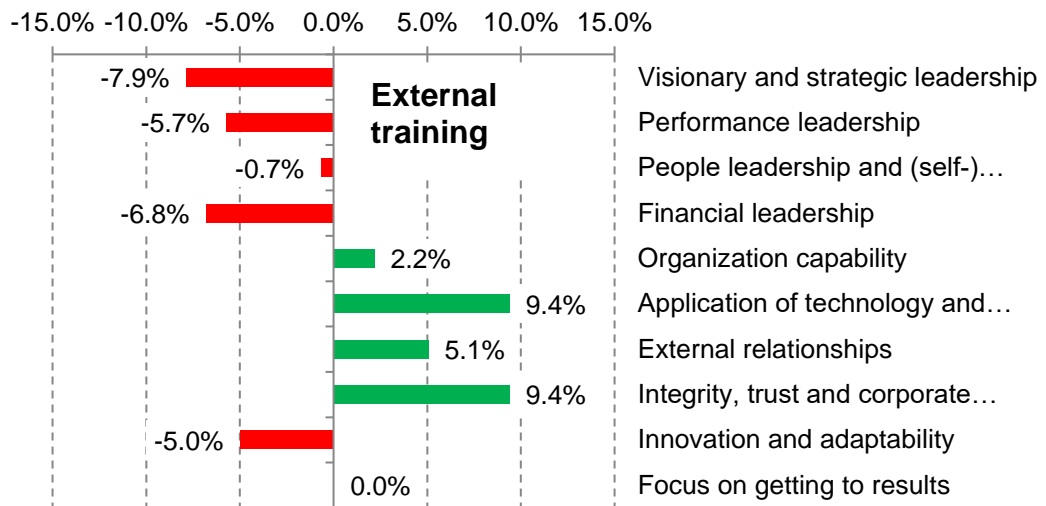 -15.0% -10.0% -5.0% 0.0% 5.0% 10.0% 15.0%
External
training
-7.9% Visionary and strategic leadership
-5.7% Performance leadership
-0.7% People leadership and (self-)…
-6.8% Financial leadership
2.2% Organization capability
9.4% Application of technology and…
5.1% External relationships
9.4% Integrity, trust and corporate…
-5.0% Innovation and adaptability
0.0% Focus on getting to results